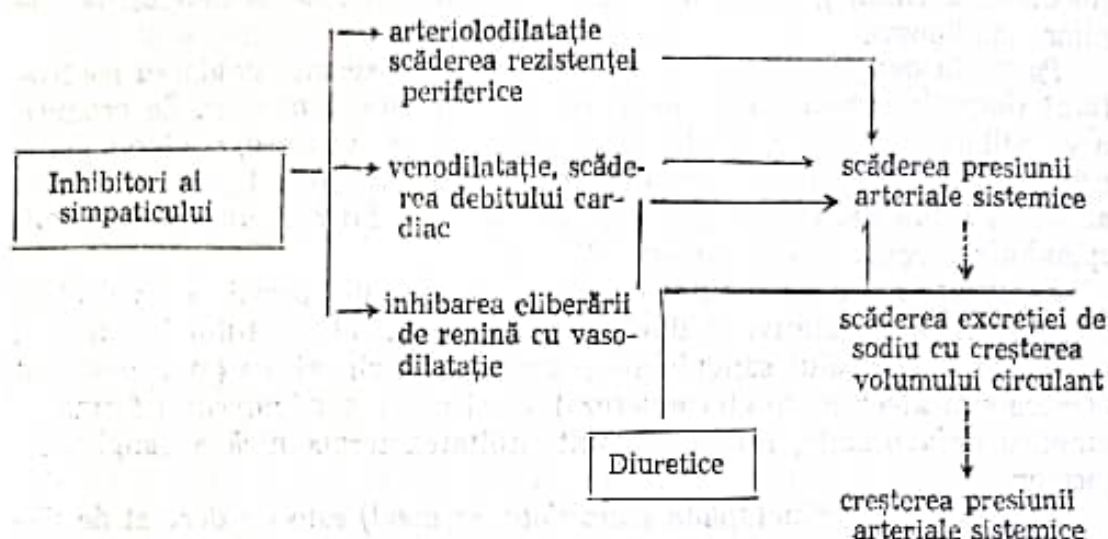 arteriolodilatație
scăderea rezistenței
periferice
Inhibitori ai
simpaticului
venodilatație, scăde-
rea debitului car-
diac
scăderea presiunii
arteriale sistemice
inhibarea eliberării
de renină cu vaso-
dilatație
scăderea excreției de
sodiu cu creșterea
volumului circulant
Diuretice
creșterea presiunii
arteriale sistemice